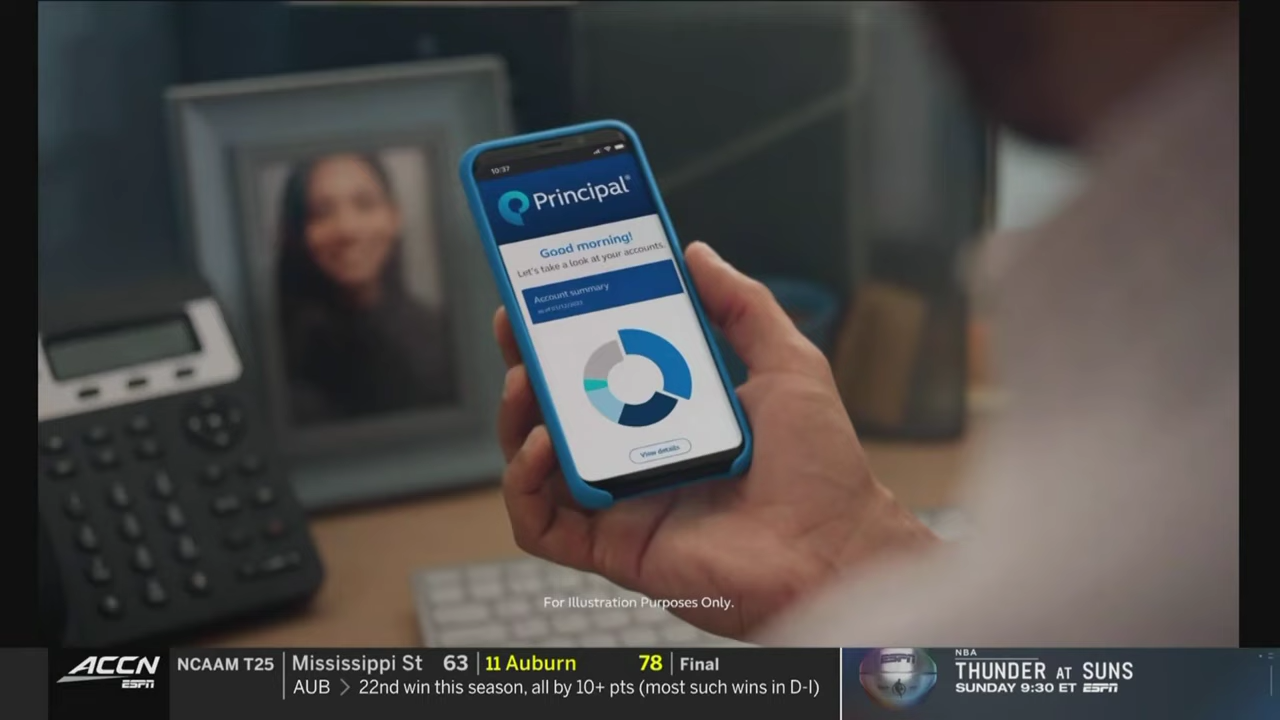 10:37
Principal®
Good morning!
Let's take a look at your accounts.
Account summary
View details
For Illustration Purposes Only.
ACCN
ESPN
NCAAM T25
Mississippi St 63
11 Auburn 78
Final
AUB > 22nd win this season, all by 10+ pts (most such wins in D-I)
ESPN
NBA
THUNDER AT SUNS
SUNDAY 9:30 ET ESPN